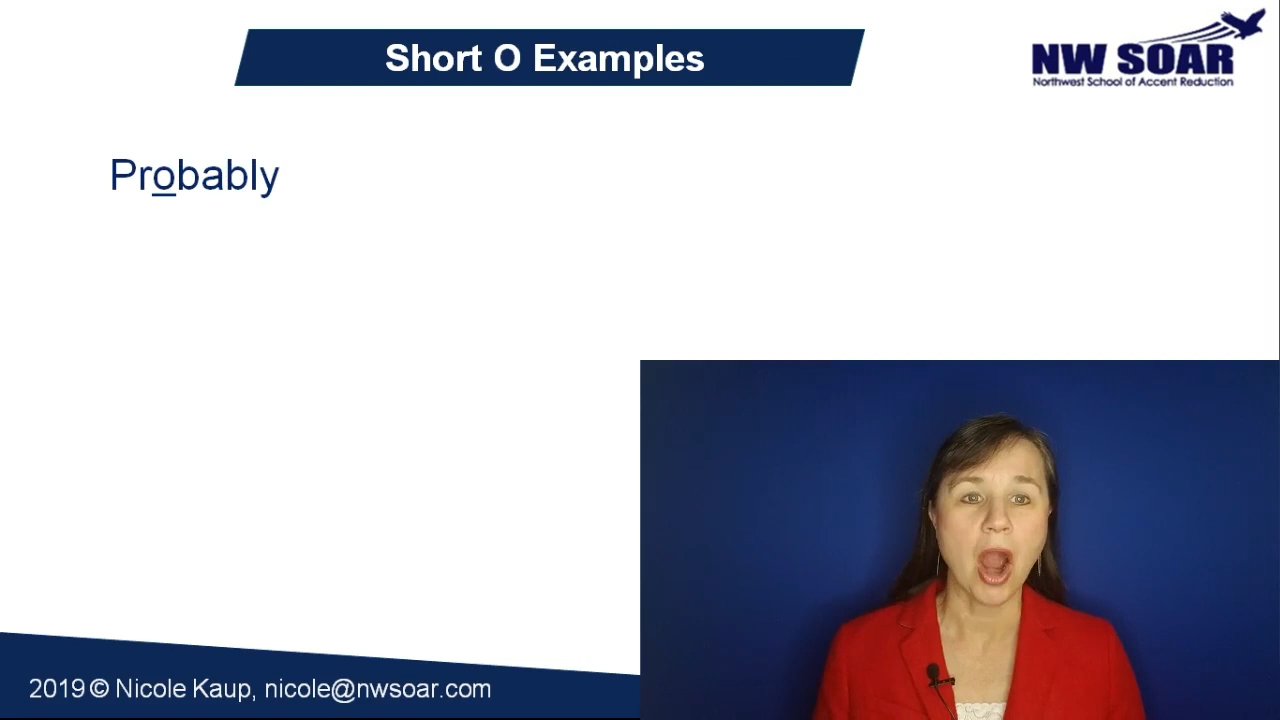 Short O Examples
NW SOAR
Northwest School of Accent Reduction
Probably
2019 © Nicole Kaup, nicole@nwsoar.com